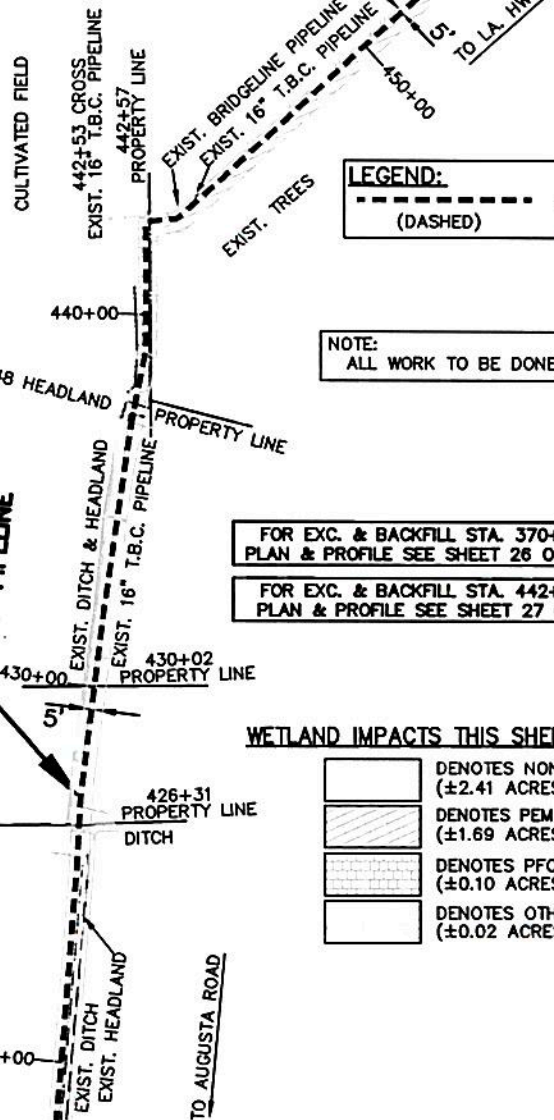 EXIST. BRIDGELINE PIPELINE
EXIST. 16" T.B.C. PIPELINE
5'
TO LA. HW
450+00
CULTIVATED FIELD
442+53 CROSS
EXIST. 16" T.B.C. PIPELINE
442+57
PROPERTY LINE
EXIST. TREES
LEGEND:
(DASHED)
440+00
NOTE:
ALL WORK TO BE DONE
48 HEADLAND
PROPERTY LINE
EXIST. DITCH & HEADLAND
EXIST. 16" T.B.C. PIPELINE
FOR EXC. & BACKFILL STA. 370+
PLAN & PROFILE SEE SHEET 26 O
FOR EXC. & BACKFILL STA. 442+
PLAN & PROFILE SEE SHEET 27
430+00
430+02
PROPERTY LINE
5'
WETLAND IMPACTS THIS SHEE
DENOTES NON
(±2.41 ACRES
DENOTES PEM
(±1.69 ACRES
DENOTES PFO
(±0.10 ACRES
DENOTES OTH
(±0.02 ACRES
426+31
PROPERTY LINE
DITCH
EXIST. DITCH
EXIST. HEADLAND
TO AUGUSTA ROAD
+00